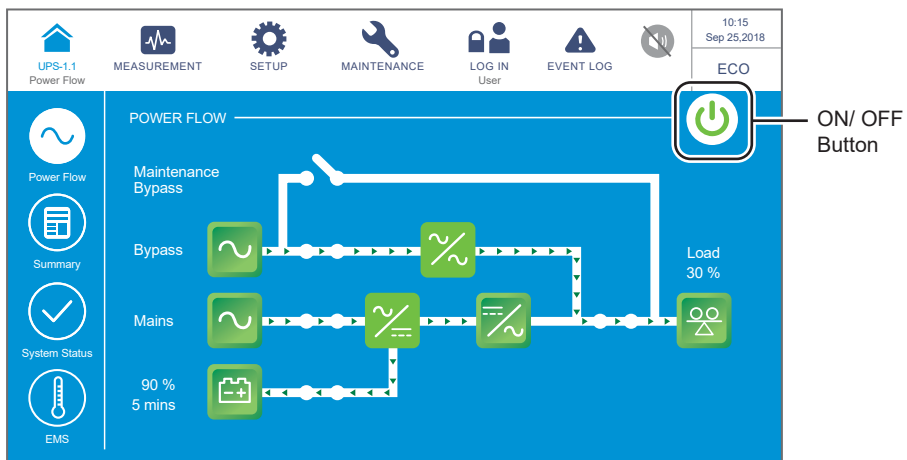 UPS-1.1
Power Flow
MEASUREMENT
SETUP
MAINTENANCE
LOG IN
User
EVENT LOG
10:15
Sep 25,2018
ECO
ON/ OFF
Button
POWER FLOW
Power Flow
Summary
System Status
EMS
Maintenance
Bypass
Bypass
Mains
90 %
5 mins
Load
30 %